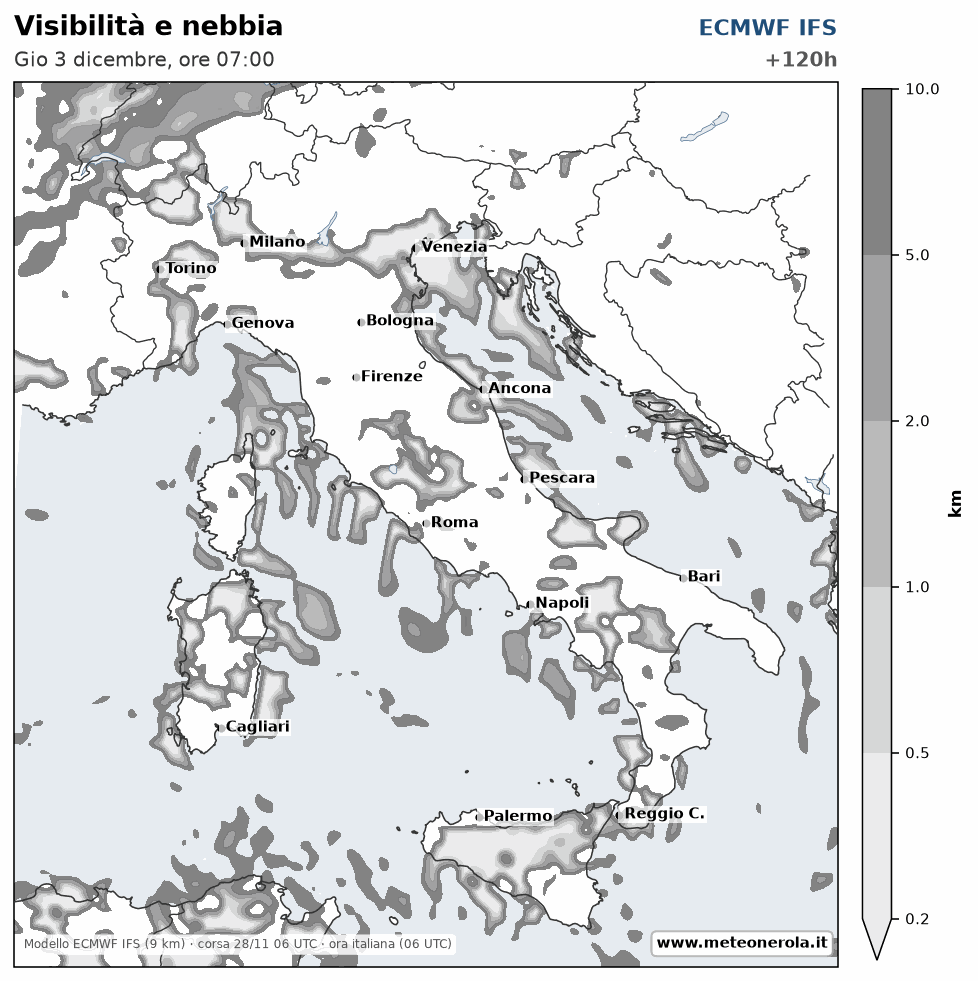 Visibilità e nebbia
ECMWF IFS
Gio 3 dicembre, ore 07:00
+120h
10.0
5.0
2.0
1.0
0.5
0.2
km
Milano
Venezia
Torino
Genova
Bologna
Firenze
Ancona
Pescara
Roma
Bari
Napoli
Cagliari
Palermo
Reggio C.
Modello ECMWF IFS (9 km) · corsa 28/11 06 UTC · ora italiana (06 UTC)
www.meteonerola.it